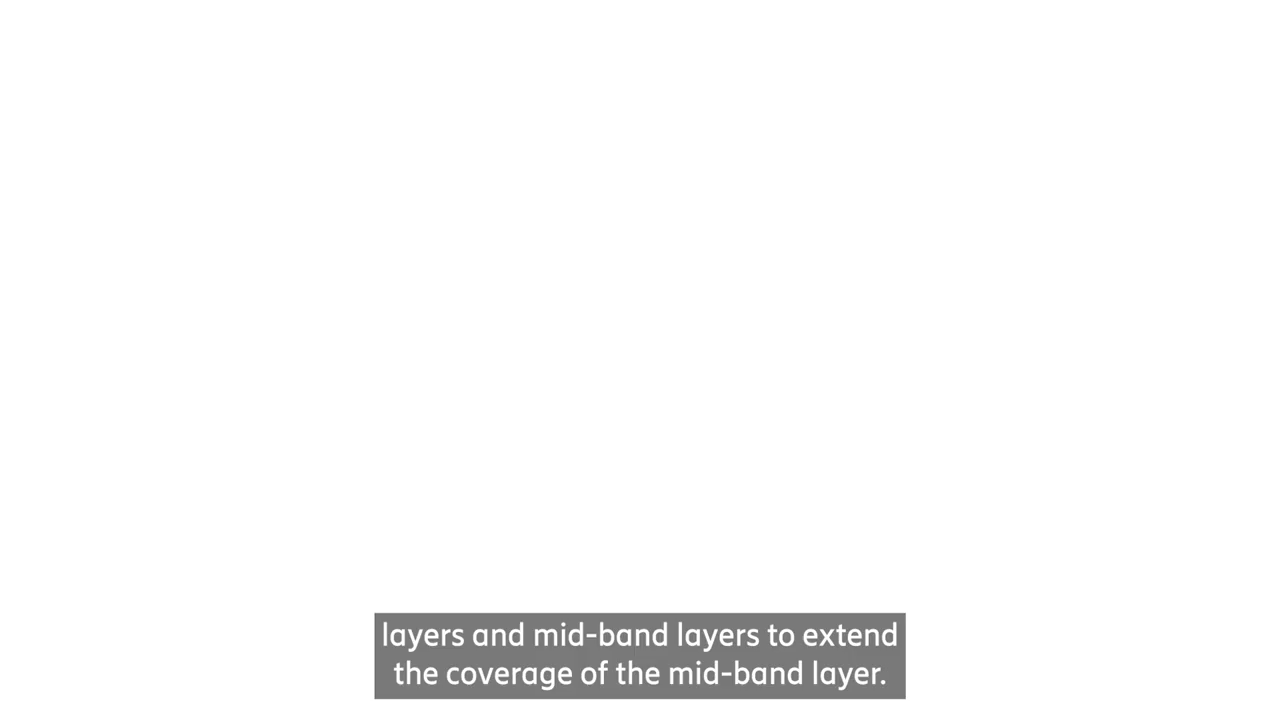 layers and mid-band layers to extend
the coverage of the mid-band layer.